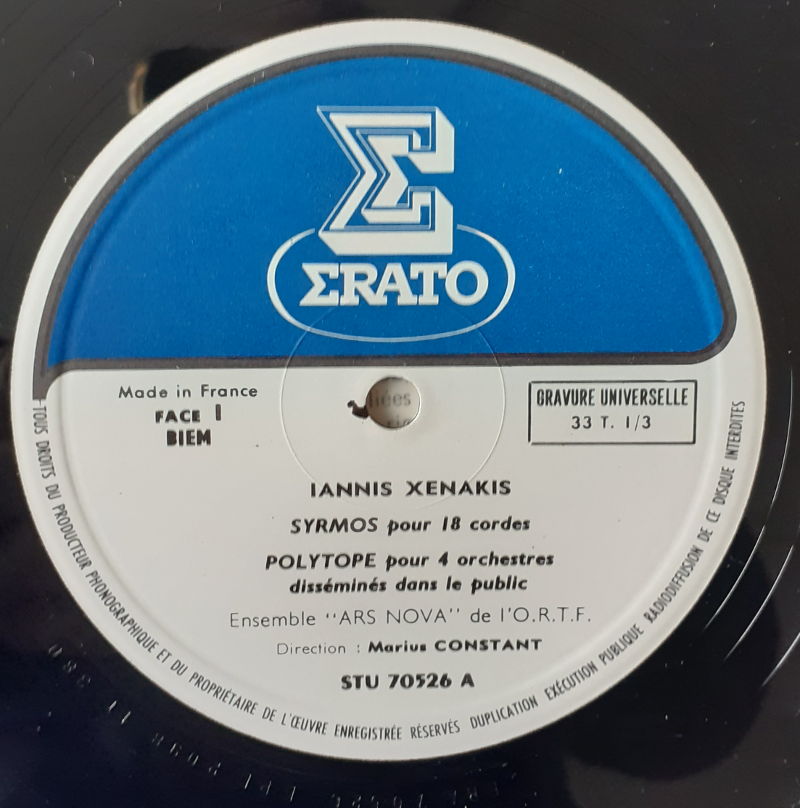 ΣRATO
Made in France
FACE 1
BIEM
GRAVURE UNIVERSELLE
33 T. 1/3
IANNIS XENAKIS
SYRMOS pour 18 cordes
POLYTOPE pour 4 orchestres
disséminés dans le public
Ensemble "ARS NOVA" de l'O.R.T.F.
Direction : Marius CONSTANT
STU 70526 A
TOUS DROITS DU PRODUCTEUR PHONOGRAPHIQUE ET DU PROPRIÉTAIRE DE L'ŒUVRE ENREGISTRÉE RÉSERVÉS DUPLICATION EXÉCUTION PUBLIQUE RADIODIFFUSION DE CE DISQUE INTERDITES